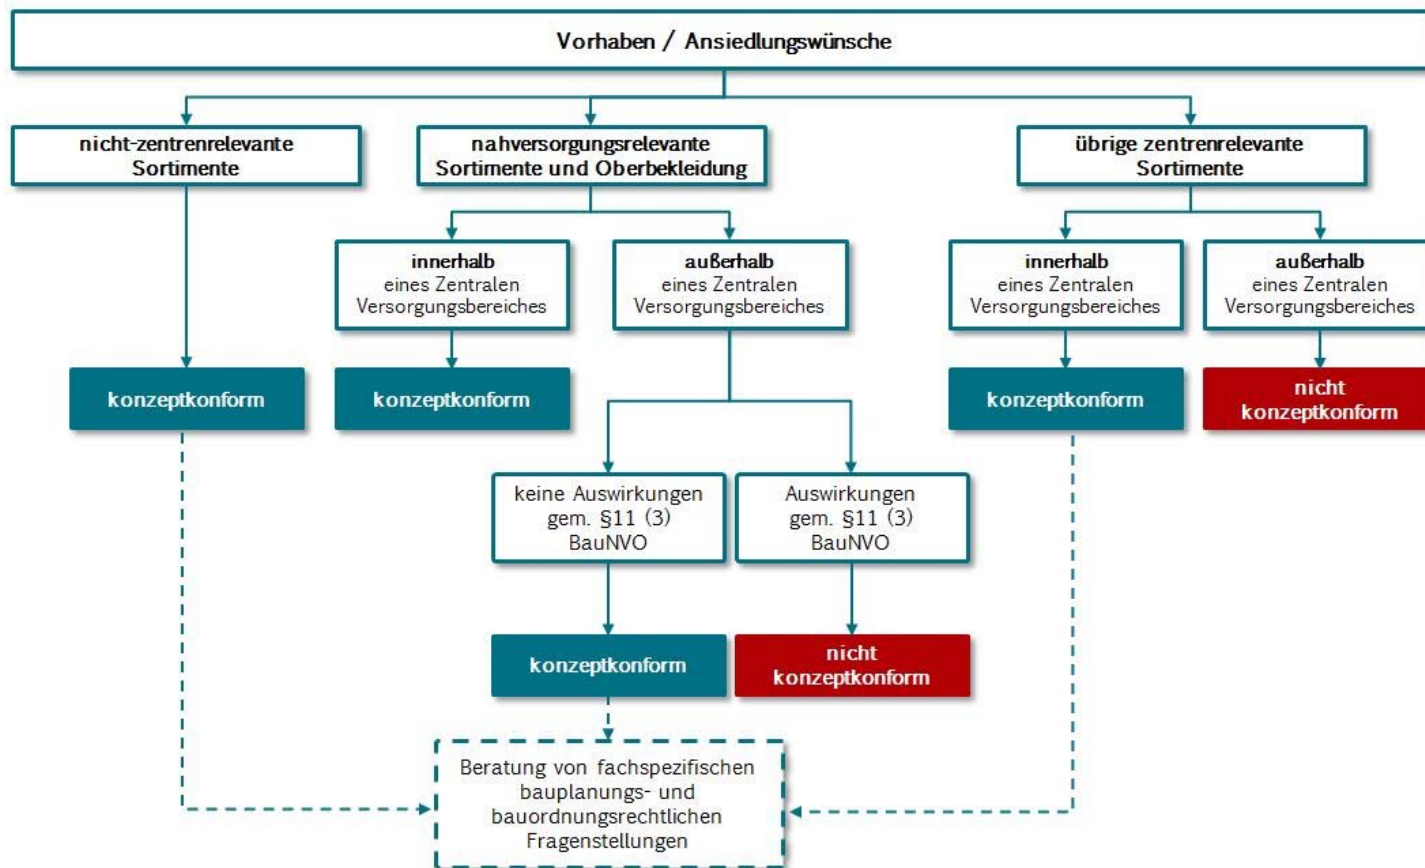 Vorhaben / Ansiedlungswünsche
nicht-zentrenrelevante
Sortimente
nahversorgungsrelevante
Sortimente und Oberbekleidung
übrige zentrenrelevante
Sortimente
innerhalb
eines Zentralen
Versorgungsbereiches
außerhalb
eines Zentralen
Versorgungsbereiches
innerhalb
eines Zentralen
Versorgungsbereiches
außerhalb
eines Zentralen
Versorgungsbereiches
konzeptkonform
konzeptkonform
konzeptkonform
nicht
konzeptkonform
keine Auswirkungen
gem. §11 (3)
BauNVO
Auswirkungen
gem. §11 (3)
BauNVO
konzeptkonform
nicht
konzeptkonform
Beratung von fachspezifischen
bauplanungs- und
bauordnungsrechtlichen
Fragenstellungen